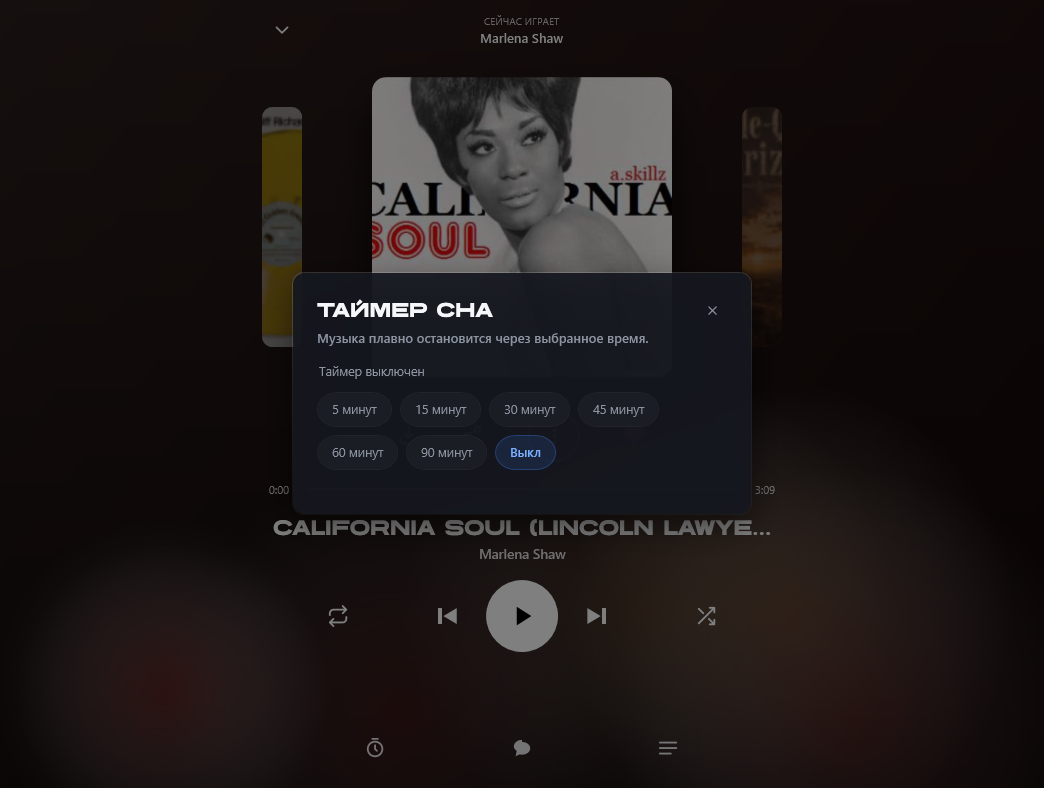 СЕЙЧАС ИГРАЕТ
Marlena Shaw
a.skillz
SOUL
ТАЙМЕР СНА
Музыка плавно остановится через выбранное время.
Таймер выключен
5 минут
15 минут
30 минут
45 минут
60 минут
90 минут
Выкл
0:00
3:09
CALIFORNIA SOUL (LINCOLN LAWYE...
Marlena Shaw